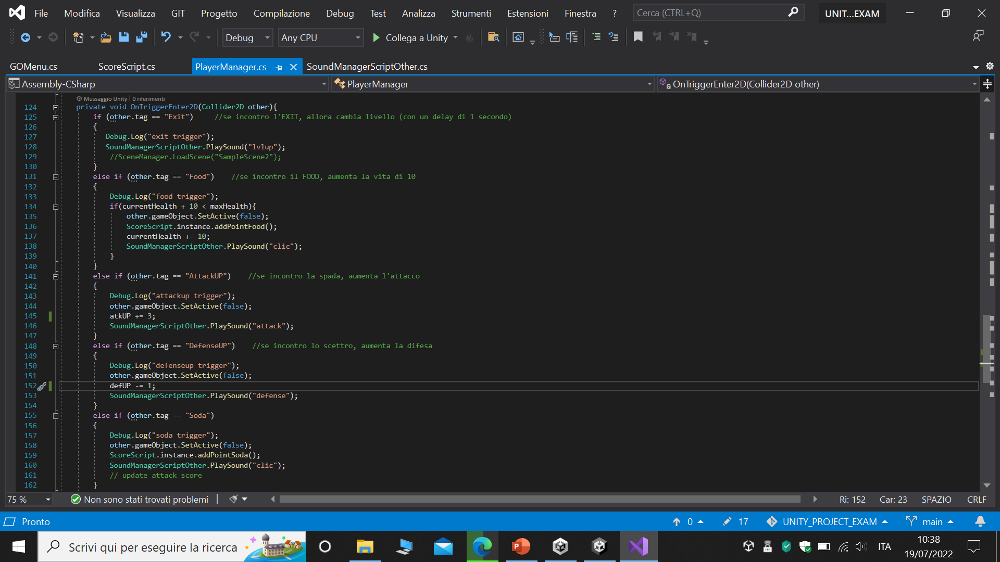 File Modifica Visualizza GIT Progetto Compilazione Debug Test Analizza Strumenti Estensioni Finestra ? Cerca (CTRL+Q) UNIT...EXAM
Debug Any CPU Collega a Unity
GOMenu.cs ScoreScript.cs PlayerManager.cs SoundManagerScriptOther.cs
Assembly-CSharp PlayerManager OnTriggerEnter2D(Collider2D other)
Messaggio Unity | 0 riferimenti
124 private void OnTriggerEnter2D(Collider2D other){
125 if (other.tag == "Exit") //se incontro l'EXIT, allora cambia livello (con un delay di 1 secondo)
126 {
127 Debug.Log("exit trigger");
128 SoundManagerScriptOther.PlaySound("lvlup");
129 //SceneManager.LoadScene("SampleScene2");
130 }
131 else if (other.tag == "Food") //se incontro il FOOD, aumenta la vita di 10
132 {
133 Debug.Log("food trigger");
134 if(currentHealth + 10 < maxHealth){
135 other.gameObject.SetActive(false);
136 ScoreScript.instance.addPointFood();
137 currentHealth += 10;
138 SoundManagerScriptOther.PlaySound("clic");
139 }
140 }
141 else if (other.tag == "AttackUP") //se incontro la spada, aumenta l'attacco
142 {
143 Debug.Log("attackup trigger");
144 other.gameObject.SetActive(false);
145 atkUP += 3;
146 SoundManagerScriptOther.PlaySound("attack");
147 }
148 else if (other.tag == "DefenseUP") //se incontro lo scettro, aumenta la difesa
149 {
150 Debug.Log("defenseup trigger");
151 other.gameObject.SetActive(false);
152 defUP -= 1;
153 SoundManagerScriptOther.PlaySound("defense");
154 }
155 else if (other.tag == "Soda")
156 {
157 Debug.Log("soda trigger");
158 other.gameObject.SetActive(false);
159 ScoreScript.instance.addPointSoda();
160 SoundManagerScriptOther.PlaySound("clic");
161 // update attack score
162 }
75 % Non sono stati trovati problemi Ri: 152 Car: 23 SPAZIO CRLF
Pronto 0 17 UNITY_PROJECT_EXAM main
Scrivi qui per eseguire la ricerca ITA 10:38
19/07/2022